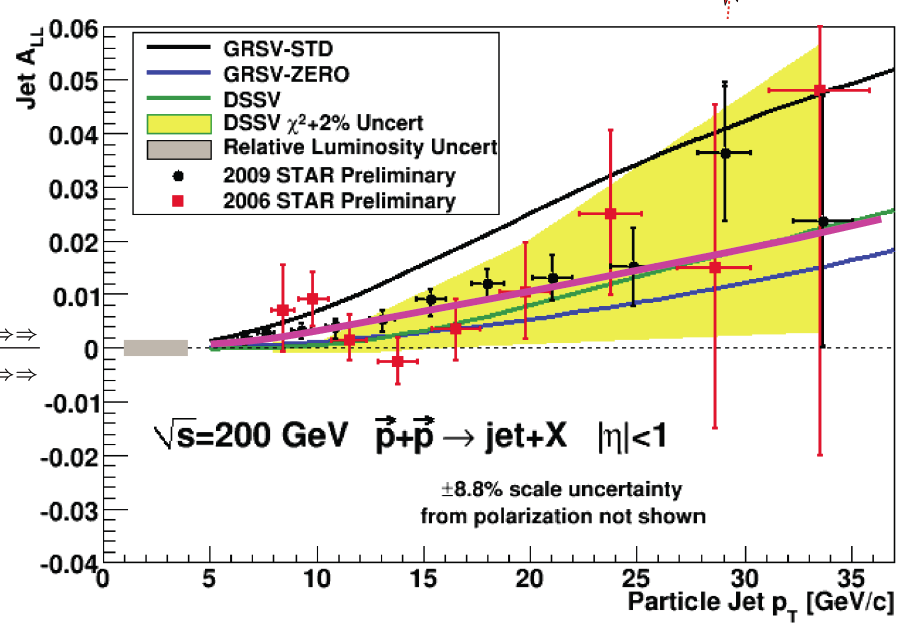 Jet A_LL
0.06
0.05
0.04
0.03
0.02
0.01
0
-0.01
-0.02
-0.03
-0.04
GRSV-STD
GRSV-ZERO
DSSV
DSSV χ²+2% Uncert
Relative Luminosity Uncert
2009 STAR Preliminary
2006 STAR Preliminary
⇒⇒
⇒⇒
√s=200 GeV p⃗+p⃗ → jet+X |η|<1
±8.8% scale uncertainty
from polarization not shown
0 5 10 15 20 25 30 35
Particle Jet p_T [GeV/c]